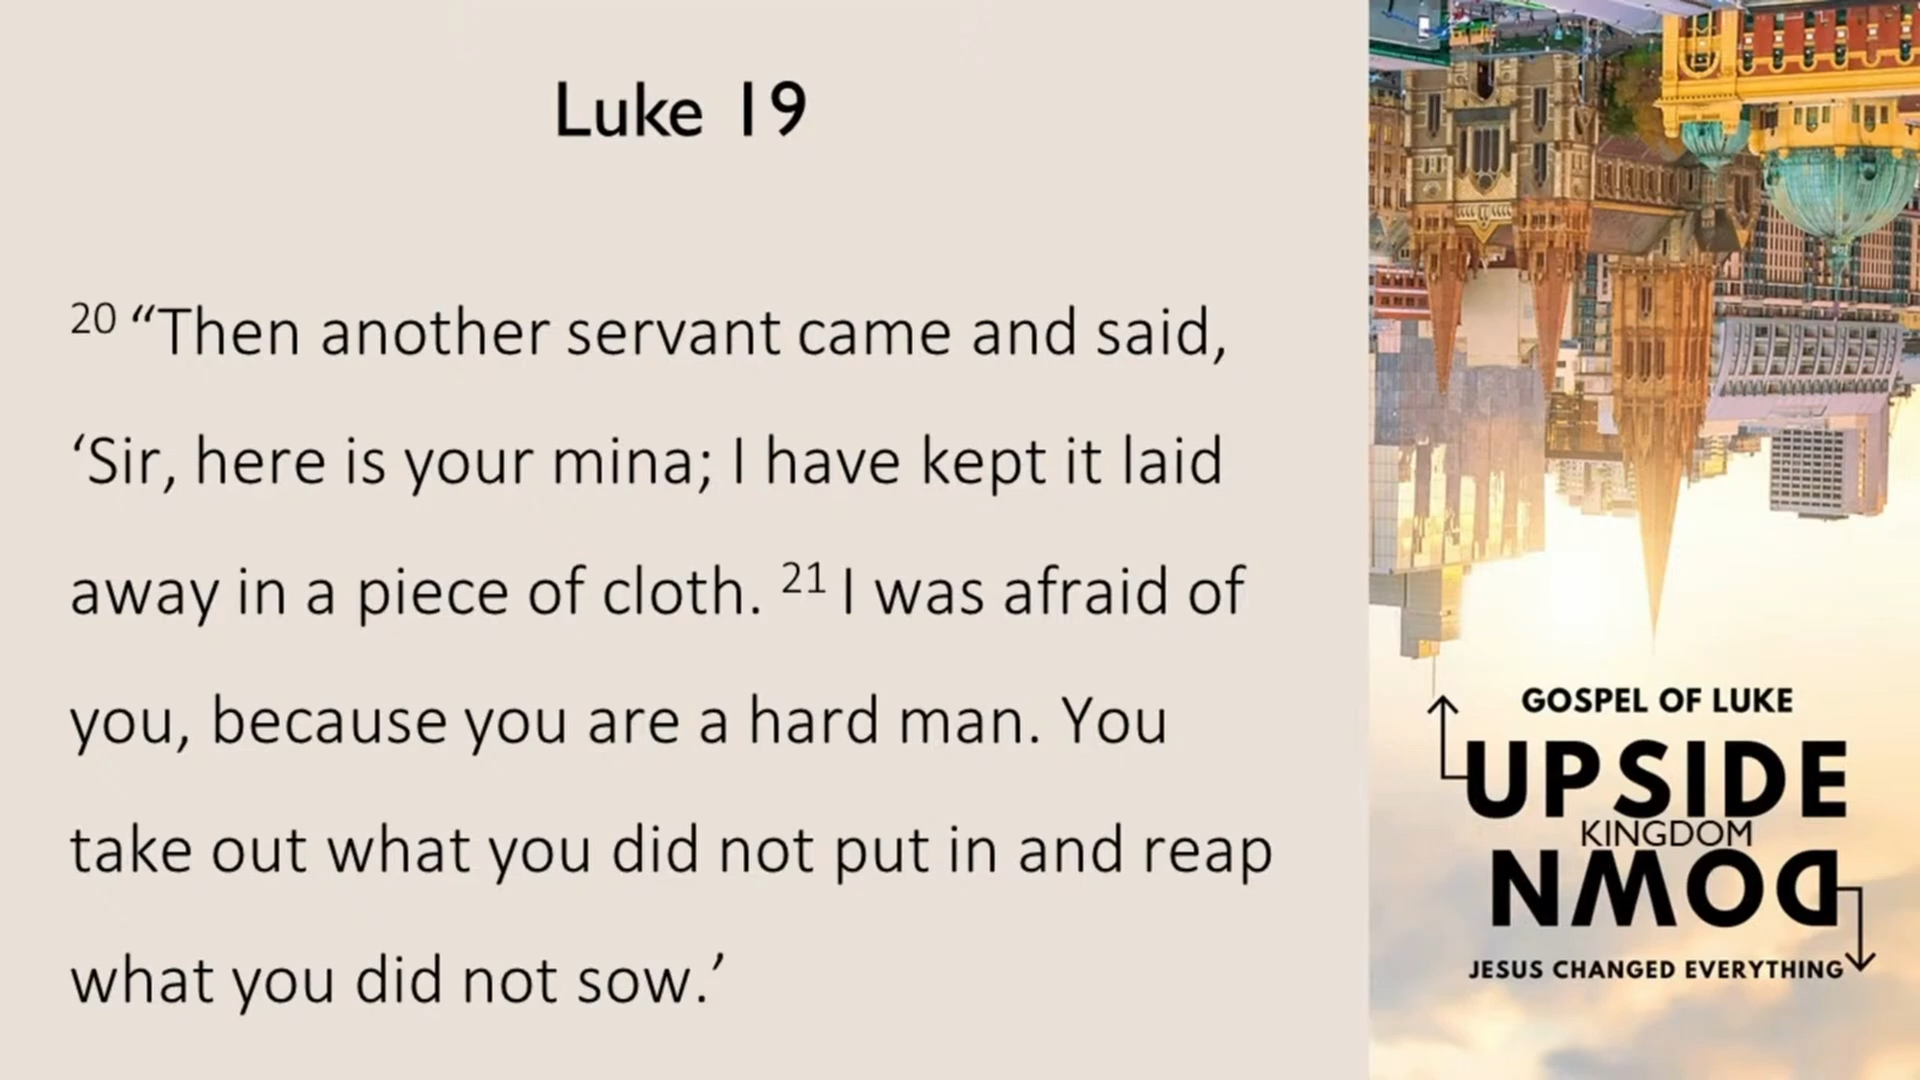 Luke 19
20 “Then another servant came and said,
‘Sir, here is your mina; I have kept it laid
away in a piece of cloth. 21 I was afraid of
you, because you are a hard man. You
take out what you did not put in and reap
what you did not sow.’
GOSPEL OF LUKE
UPSIDE
KINGDOM
DOWN
JESUS CHANGED EVERYTHING